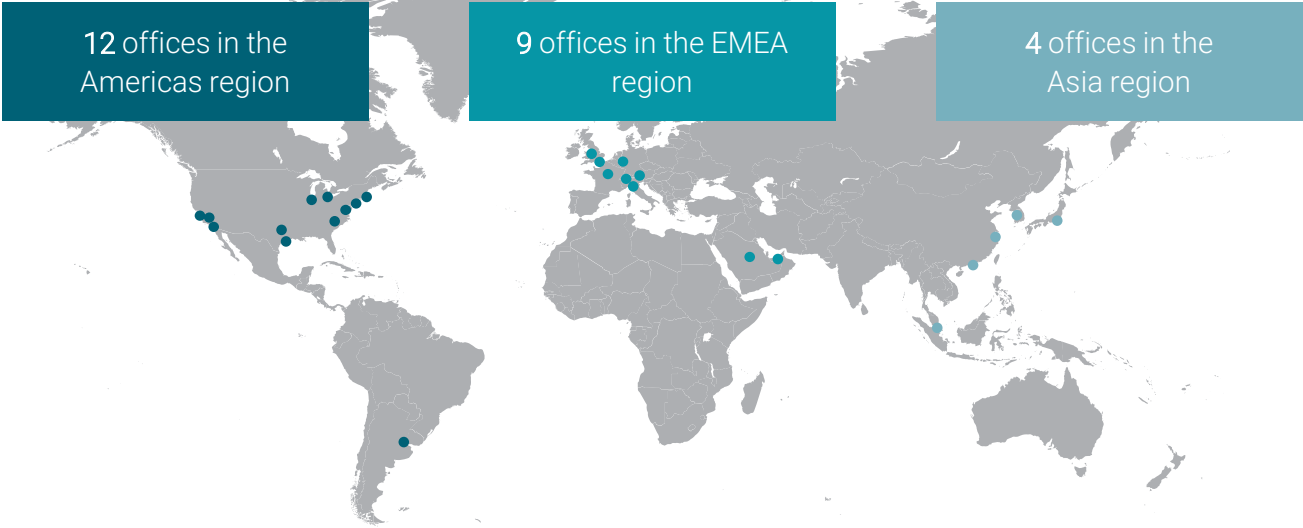 12 offices in the
Americas region
9 offices in the EMEA
region
4 offices in the
Asia region